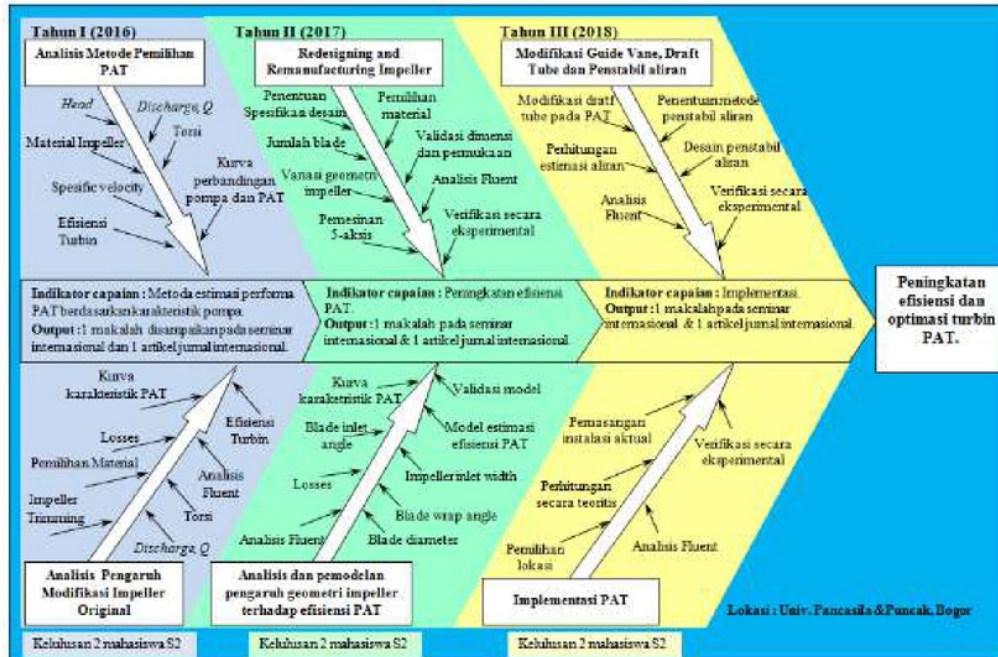 Tahun I (2016)
Analisis Metode Pemilihan
PAT
Head
Discharge, Q
Material Impeller
Torsi
Spesific velocity
Kurva
perbandingan
pompa dan PAT
Efisiensi
Turbin
Tahun II (2017)
Redesigning and
Remanufacturing Impeller
Penentuan
Spesifikasi desain
Pemilihan
material
Jumlah blade
Validasi dimensi
dan permukaan
Variasi geometri
impeller
Analisis Fluent
Pemesinan
5-aksis
Verifikasi secara
eksperimental
Tahun III (2018)
Modifikasi Guide Vane, Draft
Tube dan Penstabil aliran
Modifikasi dratf
tube pada PAT
Penentuan metode
penstabil aliran
Perhitungan
estimasi aliran
Desain penstabil
aliran
Analisis
Fluent
Verifikasi secara
eksperimental
Indikator capaian : Metoda estimasi performa
PAT berdasarkan karakteristik pompa.
Output :1 makalah disampaikan pada seminar
internasional dan 1 artikel jurnal internasional.
Indikator capaian : Peningkatan efisiensi
PAT.
Output :1 makalah pada seminar
internasional & 1 artikel jurnal internasional.
Indikator capaian : Implementasi.
Output :1 makalah pada seminar
internasional & 1 artikel jurnal internasional.
Peningkatan
efisiensi dan
optimasi turbin
PAT.
Kurva
karakteristik PAT
Efisiensi
Turbin
Losses
Pemilihan Material
Analisis
Fluent
Impeller
Trimming
Torsi
Discharge, Q
Analisis Pengaruh
Modifikasi Impeller
Original
Kurva
karaketristik PAT
Validasi model
Blade inlet
angle
Model estimasi
efisiensi PAT
Losses
Impeller inlet width
Blade wrap angle
Analisis Fluent
Blade diameter
Analisis dan pemodelan
pengaruh geometri impeller
terhadap efisiensi PAT
Pemasangan
instalasi aktual
Verifikasi secara
eksperimental
Perhitungan
secara teoritis
Pemilihan
lokasi
Analisis Fluent
Implementasi PAT
Lokasi : Univ. Pancasila & Puncak, Bogor
Kelulusan 2 mahasiswa S2
Kelulusan 2 mahasiswa S2
Kelulusan 2 mahasiswa S2